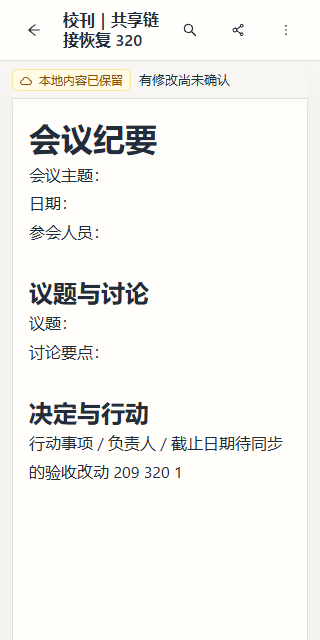 校刊｜共享链
接恢复 320
本地内容已保留 有修改尚未确认
会议纪要
会议主题：
日期：
参会人员：
议题与讨论
议题：
讨论要点：
决定与行动
行动事项 / 负责人 / 截止日期待同步
的验收改动 209 320 1